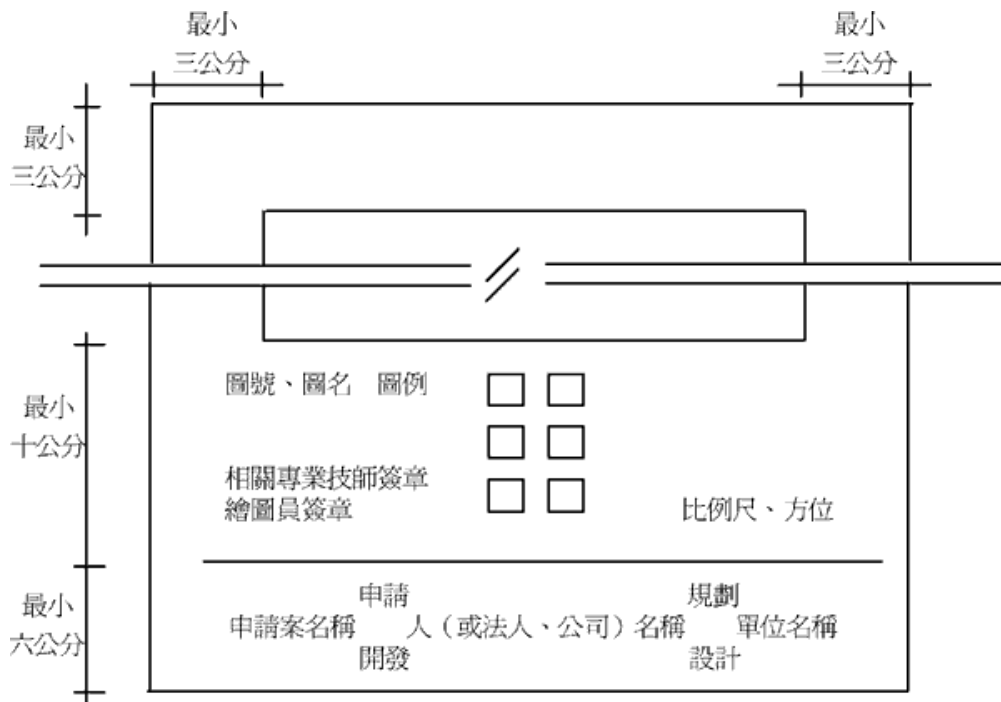 最小
三公分
最小
三公分
最小
三公分
圖號、圖名 圖例
最小
十公分
相關專業技師簽章
繪圖員簽章
比例尺、方位
最小
六公分
申請 規劃
申請案名稱 人（或法人、公司）名稱 單位名稱
開發 設計